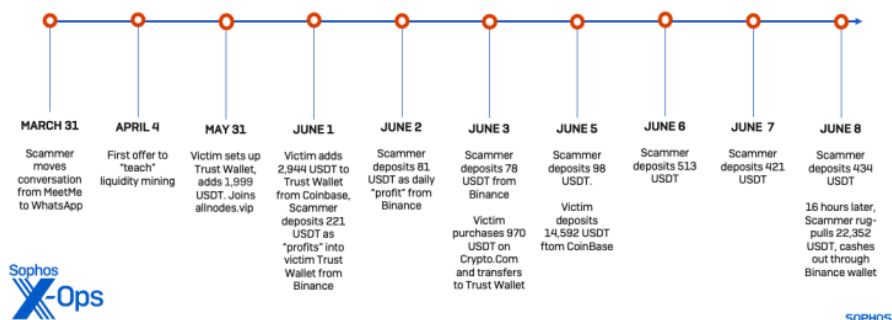 MARCH 31
Scammer
moves
conversation
from MeetMe
to WhatsApp
APRIL 4
First offer to
"teach"
liquidity mining
MAY 31
Victim sets up
Trust Wallet,
adds 1,999
USDT. Joins
allnodes.vip
JUNE 1
Victim adds
2,944 USDT to
Trust Wallet
from Coinbase,
Scammer
deposits 221
USDT as
"profits" into
victim Trust
Wallet from
Binance
JUNE 2
Scammer
deposits 81
USDT as daily
"profit" from
Binance
JUNE 3
Scammer
deposits 78
USDT from
Binance
Victim
purchases 970
USDT on
Crypto.Com
and transfers
to Trust Wallet
JUNE 5
Scammer
deposits 98
USDT.
Victim
deposits
14,592 USDT
ftom CoinBase
JUNE 6
Scammer
deposits 513
USDT
JUNE 7
Scammer
deposits 421
USDT
JUNE 8
Scammer
deposits 434
USDT
16 hours later,
Scammer rug-
pulls 22,352
USDT, cashes
out through
Binance wallet
Sophos
X-Ops
SOPHOS